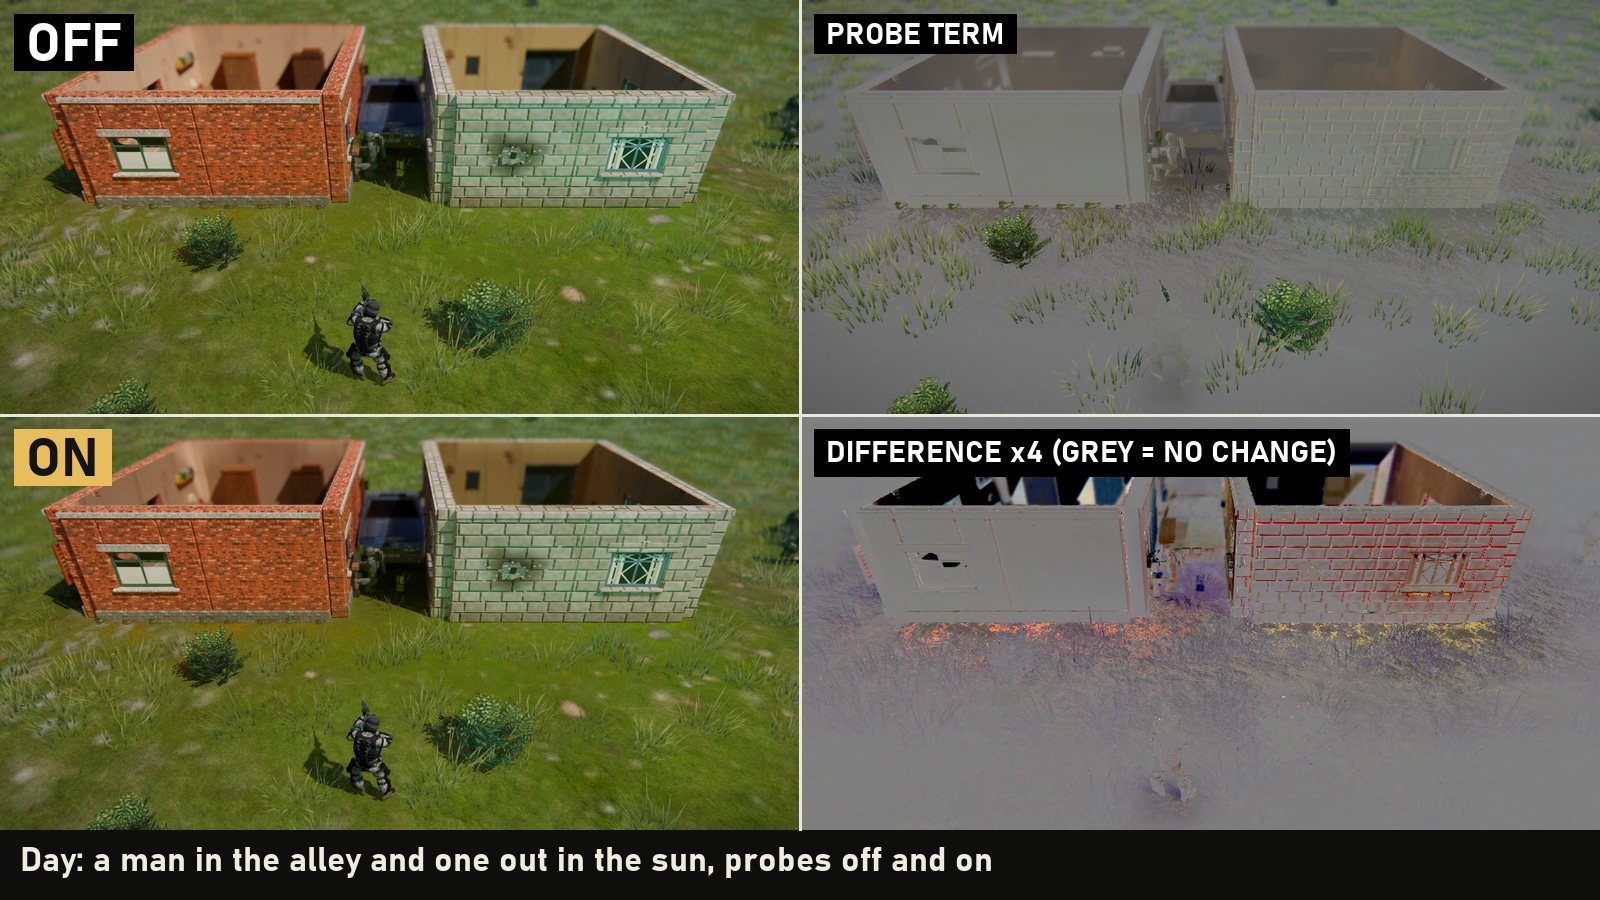 OFF
PROBE TERM
ON
DIFFERENCE x4 (GREY = NO CHANGE)
Day: a man in the alley and one out in the sun, probes off and on